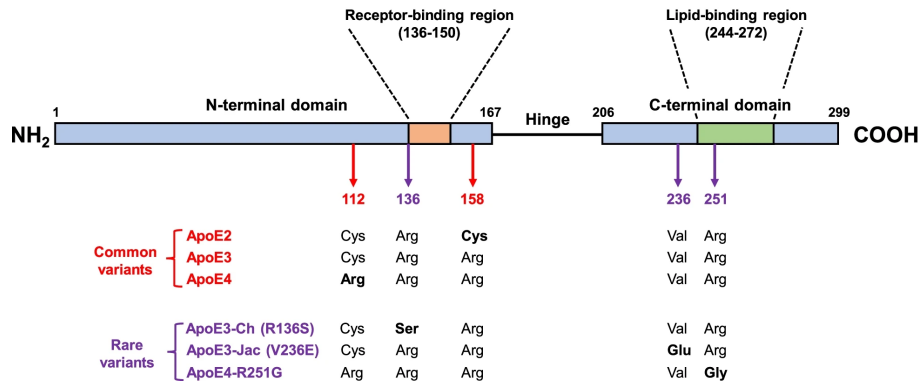 Receptor-binding region
(136-150)
Lipid-binding region
(244-272)
1
N-terminal domain
167
Hinge
206
C-terminal domain
299
NH2
COOH
112
136
158
236
251
Common
variants
ApoE2 Cys Arg Cys Val Arg
ApoE3 Cys Arg Arg Val Arg
ApoE4 Arg Arg Arg Val Arg
Rare
variants
ApoE3-Ch (R136S) Cys Ser Arg Val Arg
ApoE3-Jac (V236E) Cys Arg Arg Glu Arg
ApoE4-R251G Arg Arg Arg Val Gly